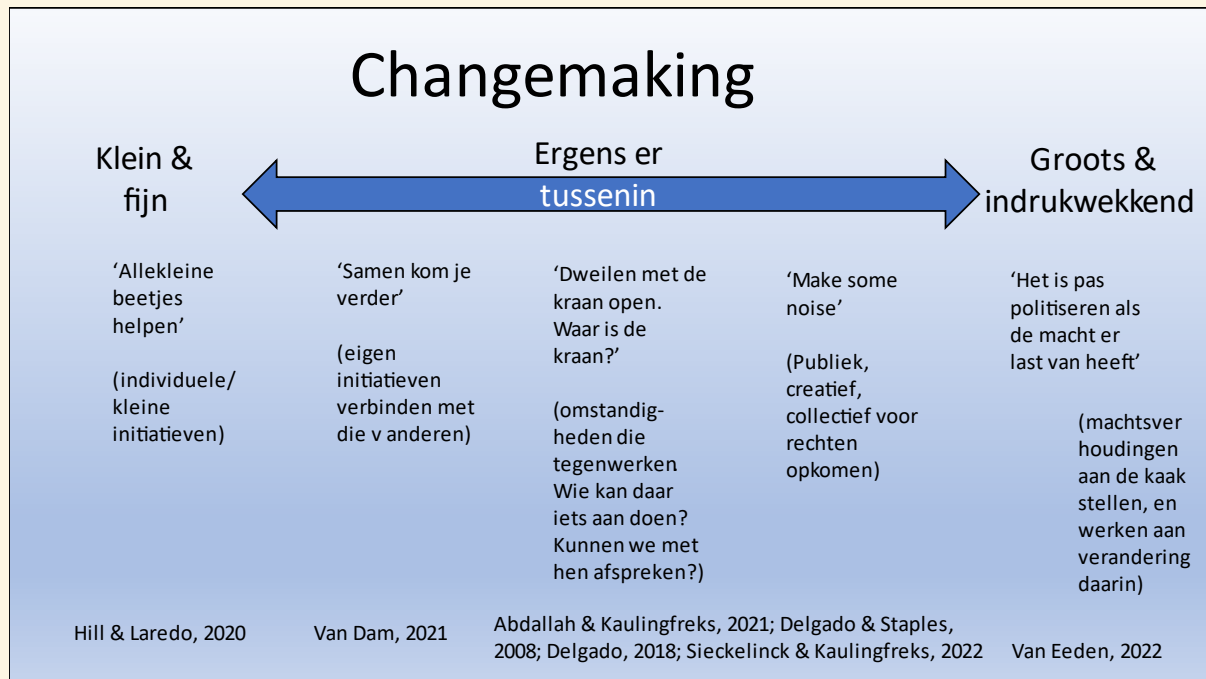 Changemaking
Klein &
fijn
Ergens er
tussenin
Groots &
indrukwekkend
‘Allekleine
beetjes
helpen’
(individuele/
kleine
initiatieven)
‘Samen kom je
verder’
(eigen
initiatieven
verbinden met
die v anderen)
‘Dweilen met de
kraan open.
Waar is de
kraan?’
(omstandig-
heden die
tegenwerken.
Wie kan daar
iets aan doen?
Kunnen we met
hen afspreken?)
‘Make some
noise’
(Publiek,
creatief,
collectief voor
rechten
opkomen)
‘Het is pas
politiseren als
de macht er
last van heeft’
(machtsver
houdingen
aan de kaak
stellen, en
werken aan
verandering
daarin)
Hill & Laredo, 2020
Van Dam, 2021
Abdallah & Kaulingfreks, 2021; Delgado & Staples,
2008; Delgado, 2018; Sieckelinck & Kaulingfreks, 2022
Van Eeden, 2022